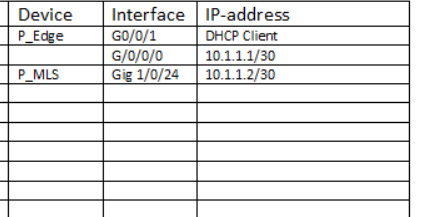 Device Interface IP-address
P_Edge G0/0/1 DHCP Client
G/0/0/0 10.1.1.1/30
P_MLS Gig 1/0/24 10.1.1.2/30